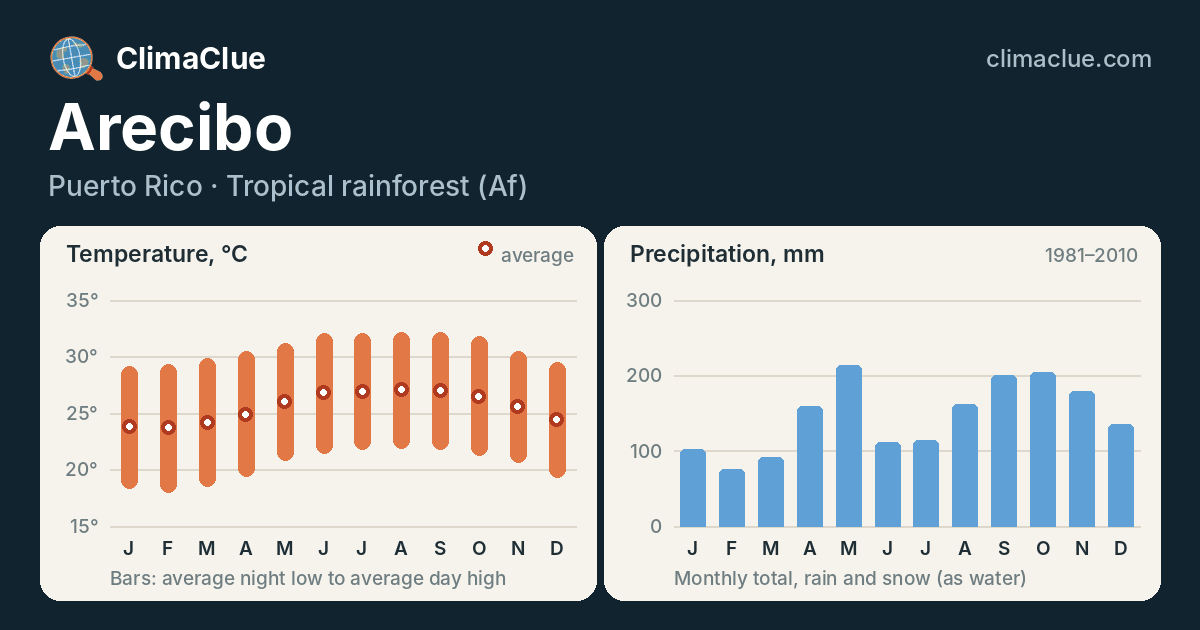 ClimaClue
climaclue.com
Arecibo
Puerto Rico · Tropical rainforest (Af)
Temperature, °C
average
35°
30°
25°
20°
15°
J F M A M J J A S O N D
Bars: average night low to average day high
Precipitation, mm
1981–2010
300
200
100
0
J F M A M J J A S O N D
Monthly total, rain and snow (as water)